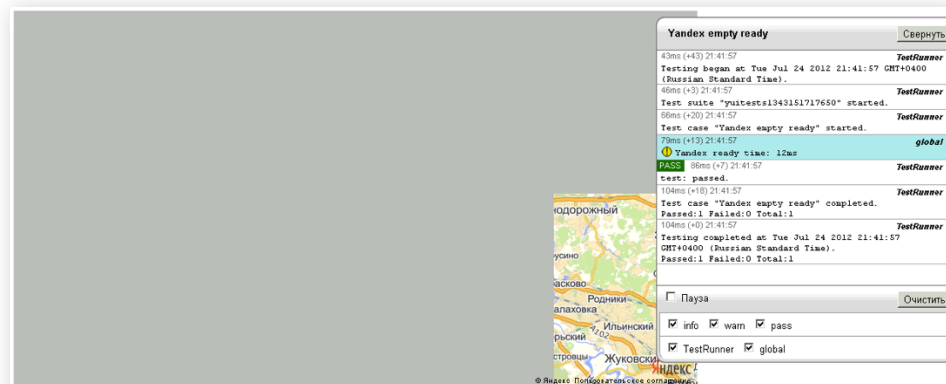 Yandex empty ready
Свернуть
43ms (+43) 21:41:57 TestRunner
Testing began at Tue Jul 24 2012 21:41:57 GMT+0400
(Russian Standard Time).
46ms (+3) 21:41:57 TestRunner
Test suite "yuitests1343151717650" started.
66ms (+20) 21:41:57 TestRunner
Test case "Yandex empty ready" started.
79ms (+13) 21:41:57 global
Yandex ready time: 12ms
PASS 86ms (+7) 21:41:57 TestRunner
test: passed.
104ms (+18) 21:41:57 TestRunner
Test case "Yandex empty ready" completed.
Passed:1 Failed:0 Total:1
104ms (+0) 21:41:57 TestRunner
Testing completed at Tue Jul 24 2012 21:41:57
GMT+0400 (Russian Standard Time).
Passed:1 Failed:0 Total:1
Пауза
Очистить
info warn pass
TestRunner global
нодорожный
Родники
Ильинский
A102
Жуковски
Яндекс
© Яндекс Пользовательское